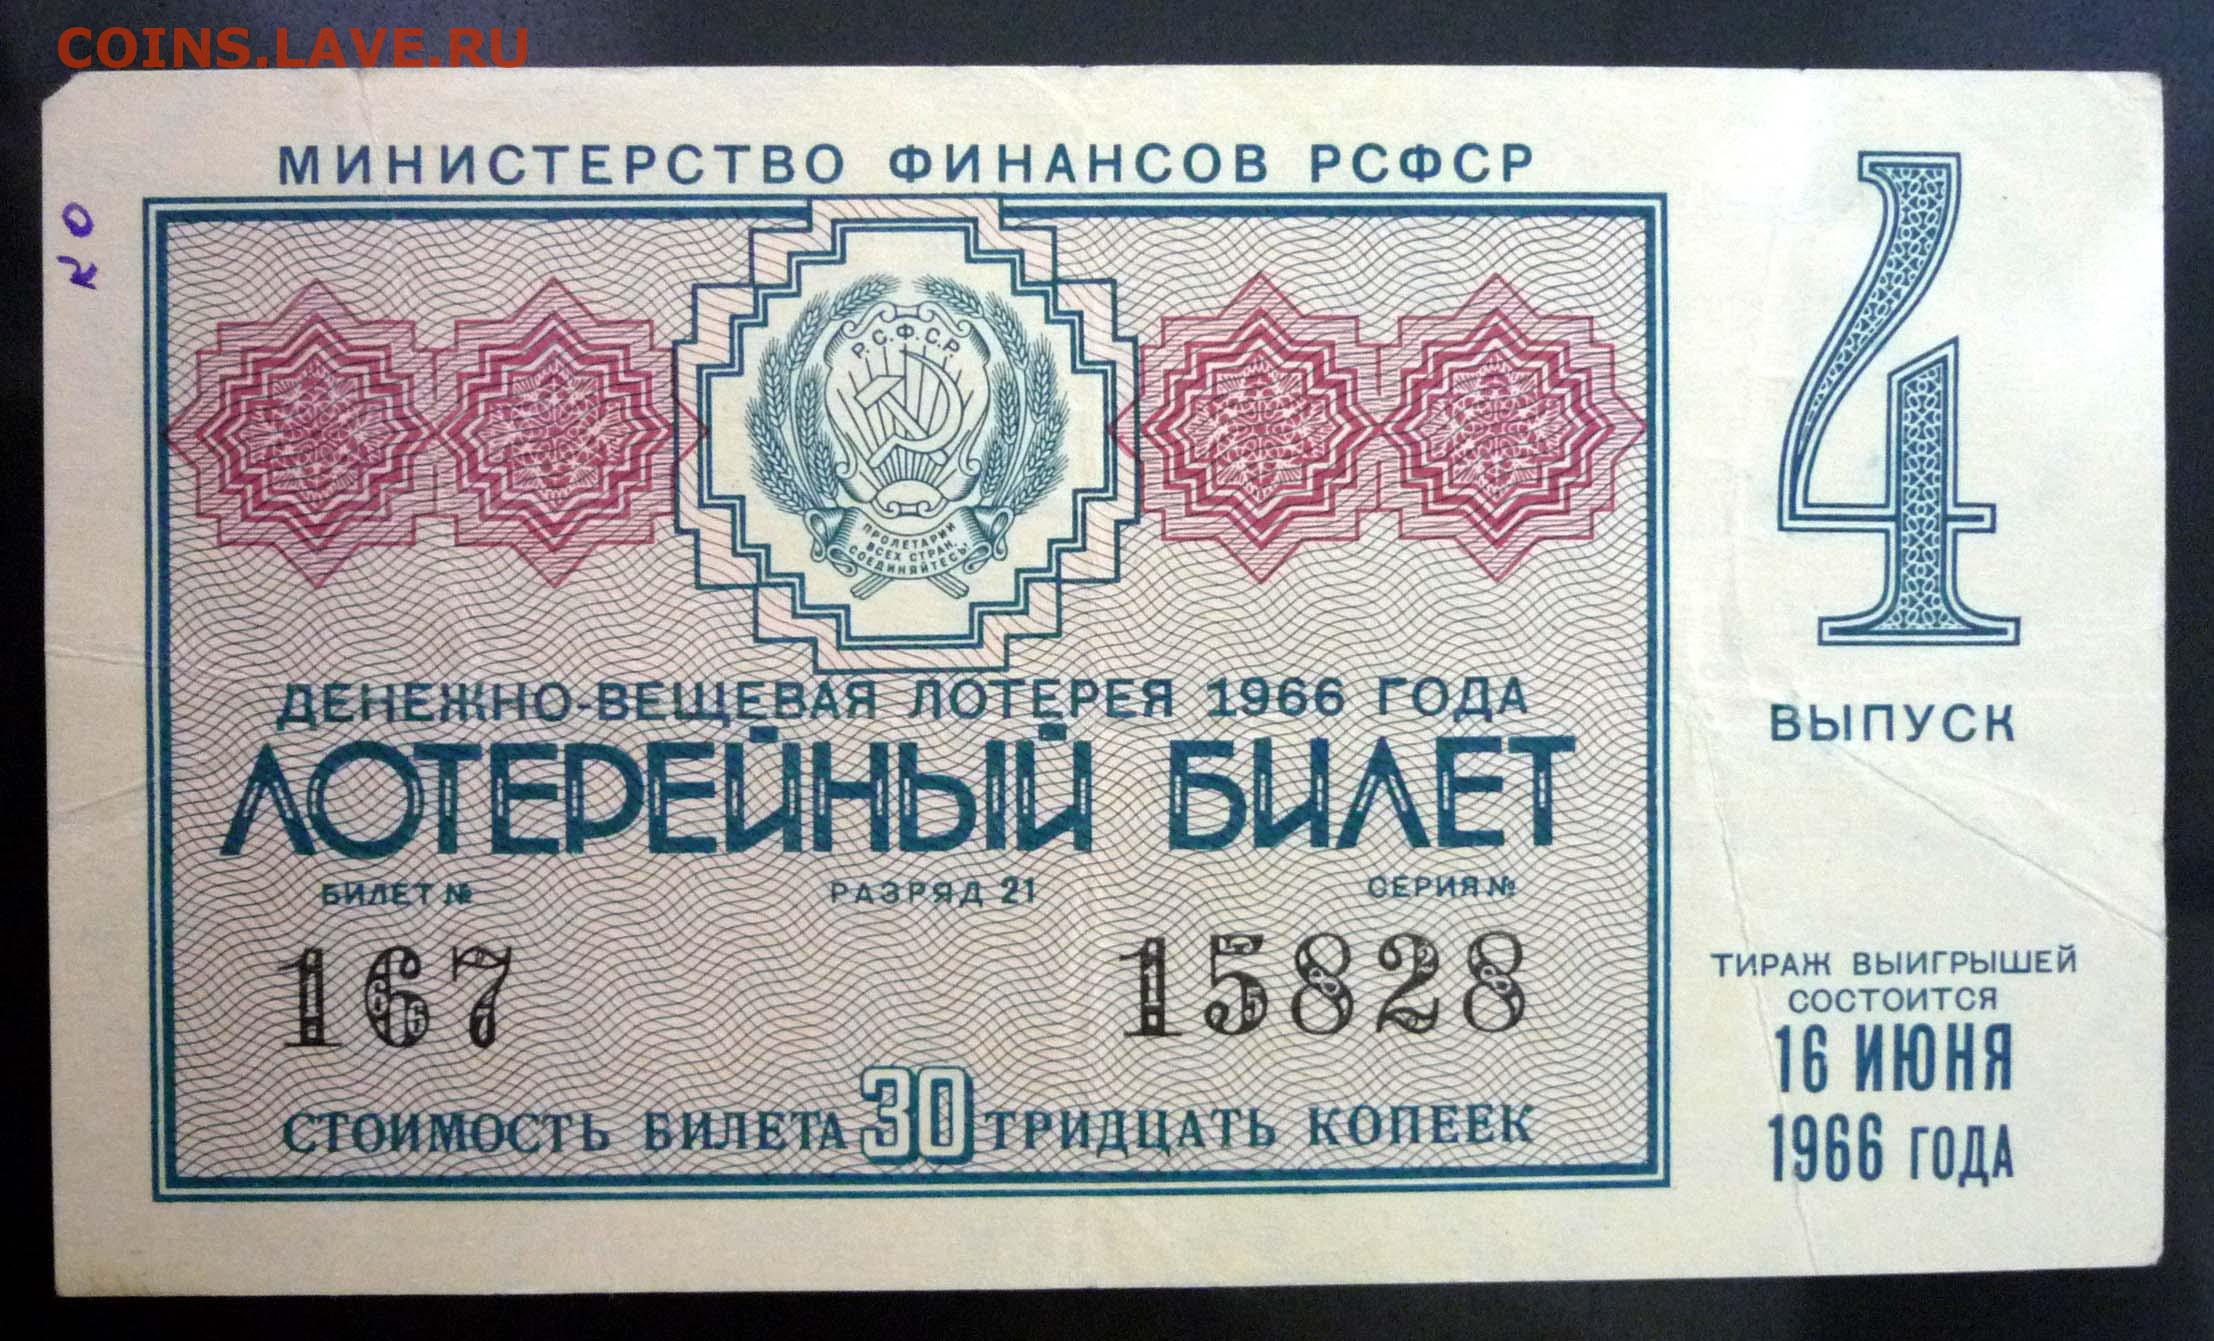 COINS.LAVE.RU
МИНИСТЕРСТВО ФИНАНСОВ РСФСР
Р.С.Ф.С.Р.
ПРОЛЕТАРИИ
ВСЕХ СТРАН,
СОЕДИНЯЙТЕСЬ!
ДЕНЕЖНО-ВЕЩЕВАЯ ЛОТЕРЕЯ 1966 ГОДА
ЛОТЕРЕЙНЫЙ БИЛЕТ
БИЛЕТ № РАЗРЯД 21 СЕРИЯ №
167 15828
СТОИМОСТЬ БИЛЕТА 30 ТРИДЦАТЬ КОПЕЕК
4
ВЫПУСК
ТИРАЖ ВЫИГРЫШЕЙ
СОСТОИТСЯ
16 ИЮНЯ
1966 ГОДА